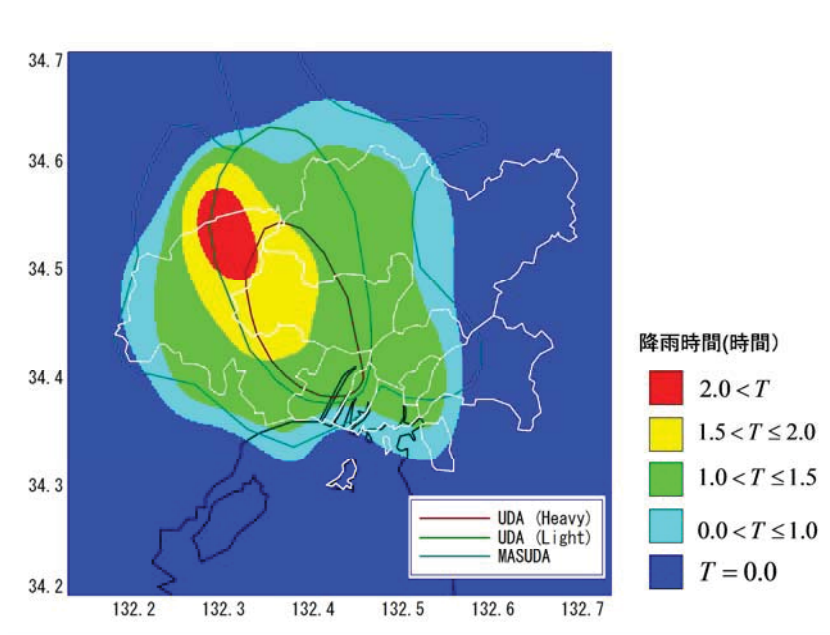 34.7
34.6
34.5
34.4
34.3
34.2
132.2 132.3 132.4 132.5 132.6 132.7
UDA (Heavy)
UDA (Light)
MASUDA
降雨時間(時間)
2.0 < T
1.5 < T ≤ 2.0
1.0 < T ≤ 1.5
0.0 < T ≤ 1.0
T = 0.0